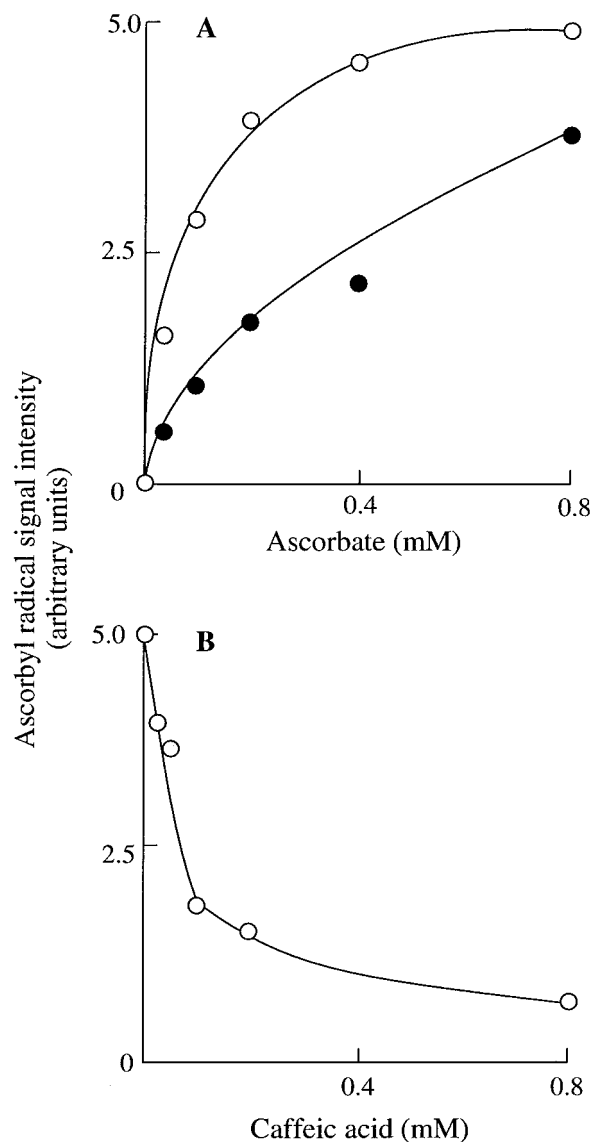 Ascorbyl radical signal intensity
(arbitrary units)
A
5.0
2.5
0
0.4
0.8
Ascorbate (mM)
B
5.0
2.5
0
0.4
0.8
Caffeic acid (mM)